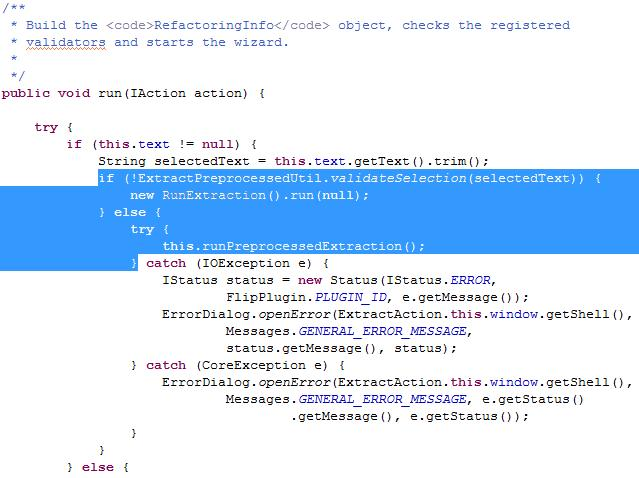 /**
 * Build the <code>RefactoringInfo</code> object, checks the registered
 * validators and starts the wizard.
 *
 */
public void run(IAction action) {
    try {
        if (this.text != null) {
            String selectedText = this.text.getText().trim();
            if (!ExtractPreprocessedUtil.validateSelection(selectedText)) {
                new RunExtraction().run(null);
            } else {
                try {
                    this.runPreprocessedExtraction();
                } catch (IOException e) {
                    IStatus status = new Status(IStatus.ERROR,
                            FlipPlugin.PLUGIN_ID, e.getMessage());
                    ErrorDialog.openError(ExtractAction.this.window.getShell(),
                            Messages.GENERAL_ERROR_MESSAGE,
                            status.getMessage(), status);
                } catch (CoreException e) {
                    ErrorDialog.openError(ExtractAction.this.window.getShell(),
                            Messages.GENERAL_ERROR_MESSAGE, e.getStatus()
                                    .getMessage(), e.getStatus());
                }
            }
        } else {